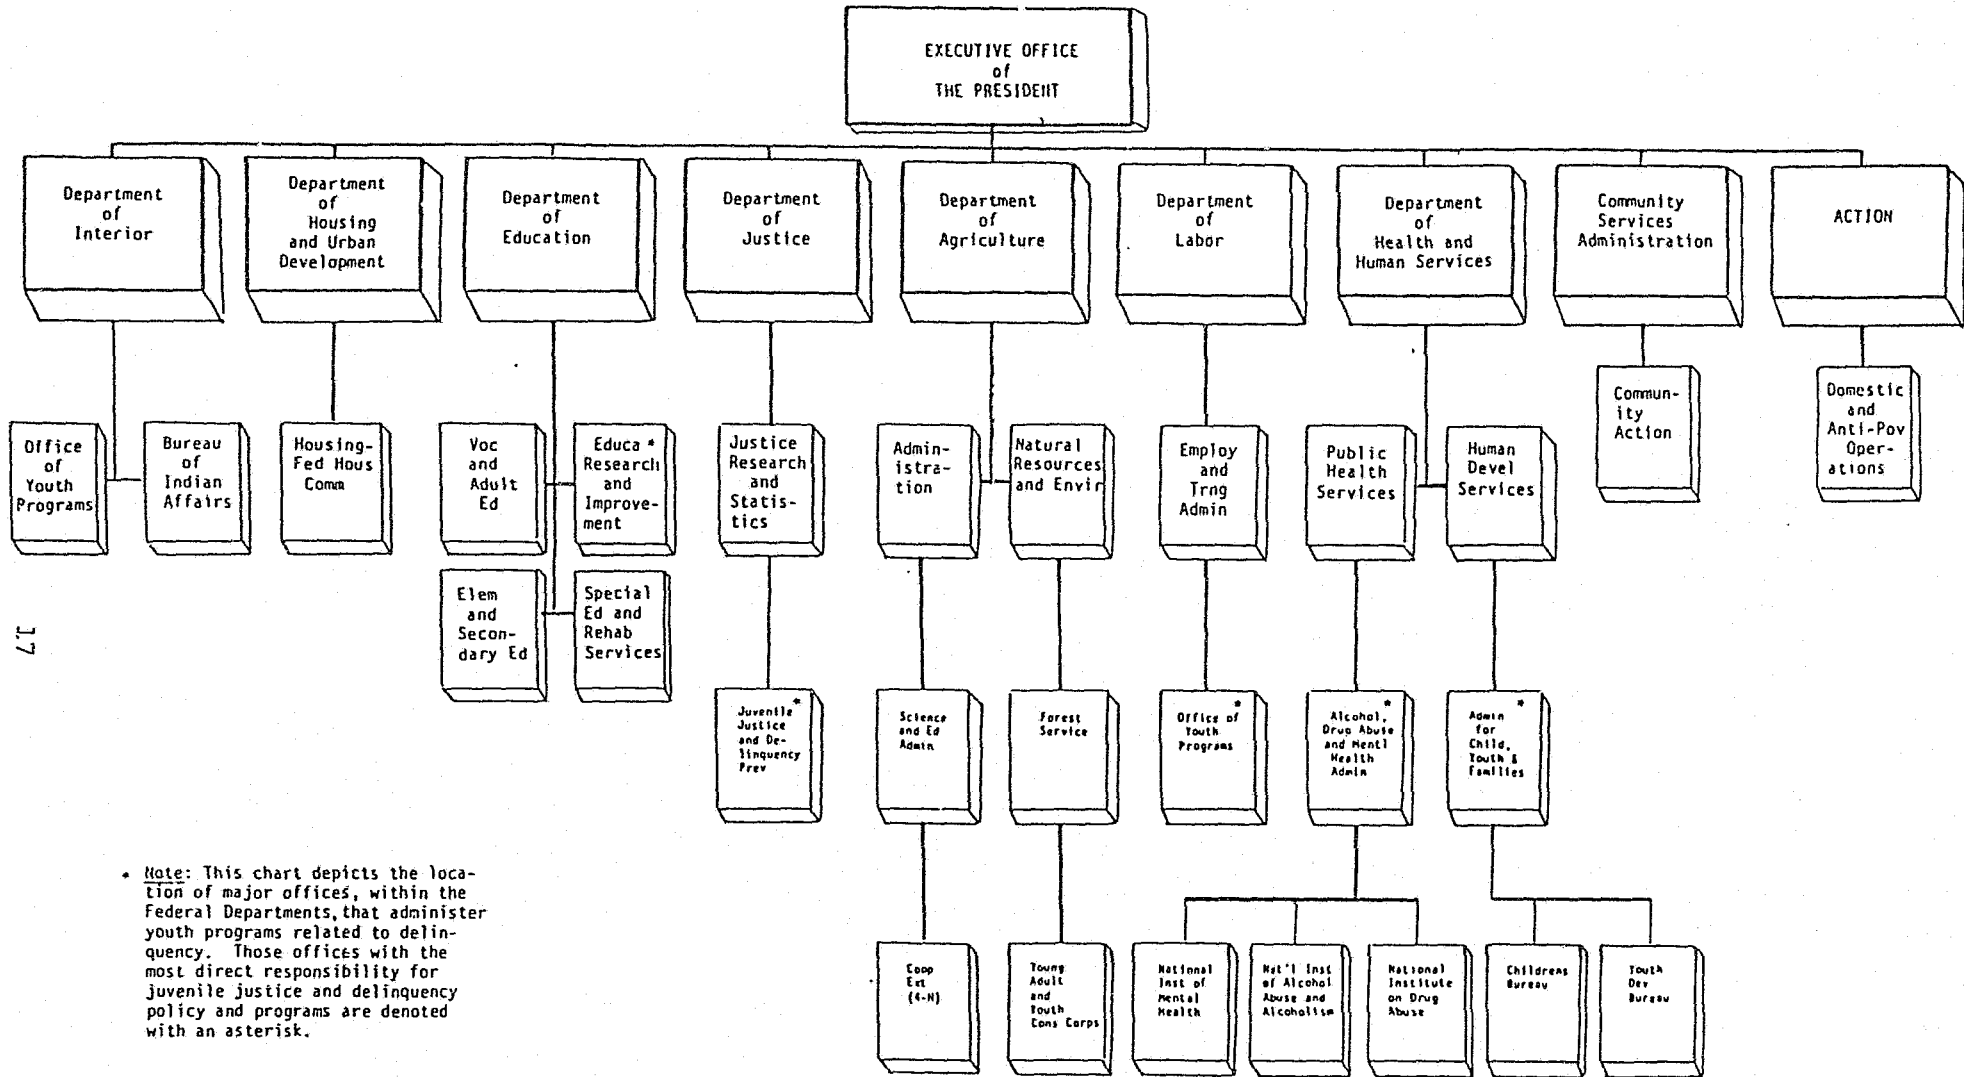 EXECUTIVE OFFICE
of
THE PRESIDENT
Department
of
Interior
Department
of
Housing
and Urban
Development
Department
of
Education
Department
of
Justice
Department
of
Agriculture
Department
of
Labor
Department
of
Health and
Human Services
Community
Services
Administration
ACTION
Office
of
Youth
Programs
Bureau
of
Indian
Affairs
Housing-
Fed Hous
Comm
Voc
and
Adult
Ed
Educa *
Research
and
Improve-
ment
Justice
Research
and
Statis-
tics
Admin-
istra-
tion
Natural
Resources
and Envir
Employ
and
Trng
Admin
Public
Health
Services
Human
Devel
Services
Commun-
ity
Action
Domestic
and
Anti-Pov
Oper-
ations
Elem
and
Secon-
dary Ed
Special
Ed and
Rehab
Services
Juvenile *
Justice
and De-
linquency
Prev
Science
and Ed
Admin
Forest
Service
*
Office of
Youth
Programs
*
Alcohol,
Drug Abuse
and Mentl
Health
Admin
Admin *
for
Child,
Youth &
Families
Coop
Ext
(4-H)
Young
Adult
and
Youth
Cons Corps
National
Inst of
Mental
Health
Nat'l Inst
of Alcohol
Abuse and
Alcoholism
National
Institute
on Drug
Abuse
Childrens
Bureau
Youth
Dev
Bureau
* Note: This chart depicts the loca-
tion of major offices, within the
Federal Departments, that administer
youth programs related to delin-
quency. Those offices with the
most direct responsibility for
juvenile justice and delinquency
policy and programs are denoted
with an asterisk.
I.7